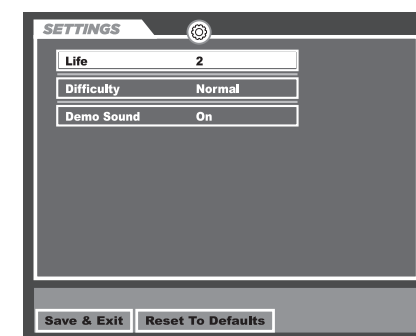 SETTINGS
Life 2
Difficulty Normal
Demo Sound On
Save & Exit Reset To Defaults